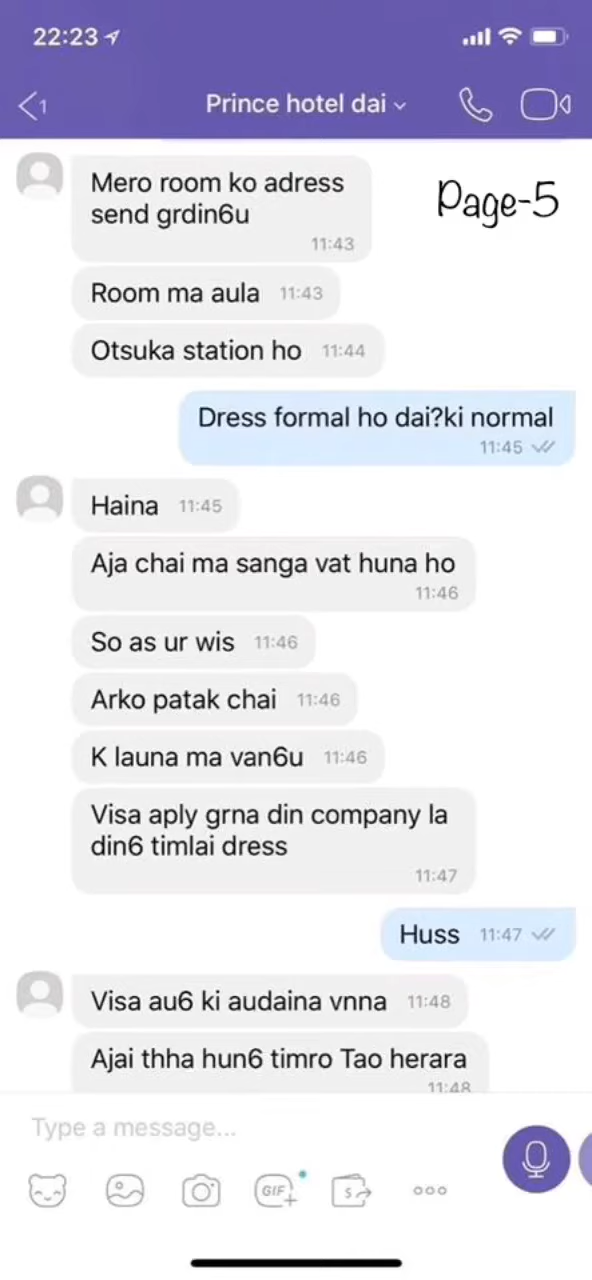 22:23
1
Prince hotel dai
Page-5
Mero room ko adress
send grdin6u
11:43
Room ma aula 11:43
Otsuka station ho 11:44
Dress formal ho dai?ki normal
11:45
Haina 11:45
Aja chai ma sanga vat huna ho
11:46
So as ur wis 11:46
Arko patak chai 11:46
K launa ma van6u 11:46
Visa aply grna din company la
din6 timlai dress
11:47
Huss 11:47
Visa au6 ki audaina vnna 11:48
Ajai thha hun6 timro Tao herara
11:48
Type a message...
GIF
S